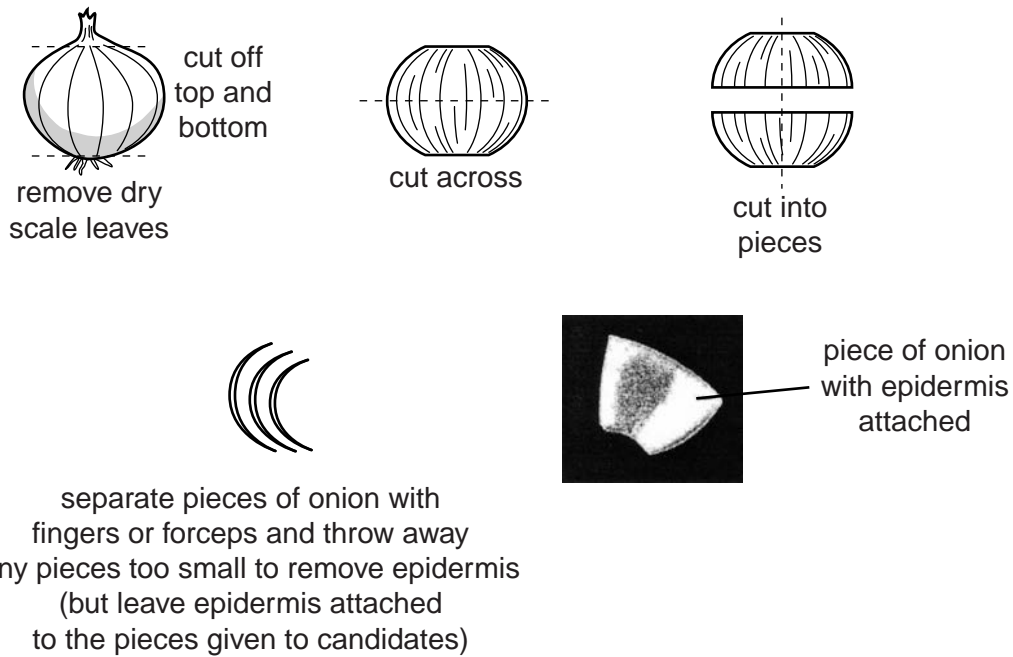 cut off
top and
bottom
remove dry
scale leaves
cut across
cut into
pieces
piece of onion
with epidermis
attached
separate pieces of onion with
fingers or forceps and throw away
ny pieces too small to remove epidermis
(but leave epidermis attached
to the pieces given to candidates)